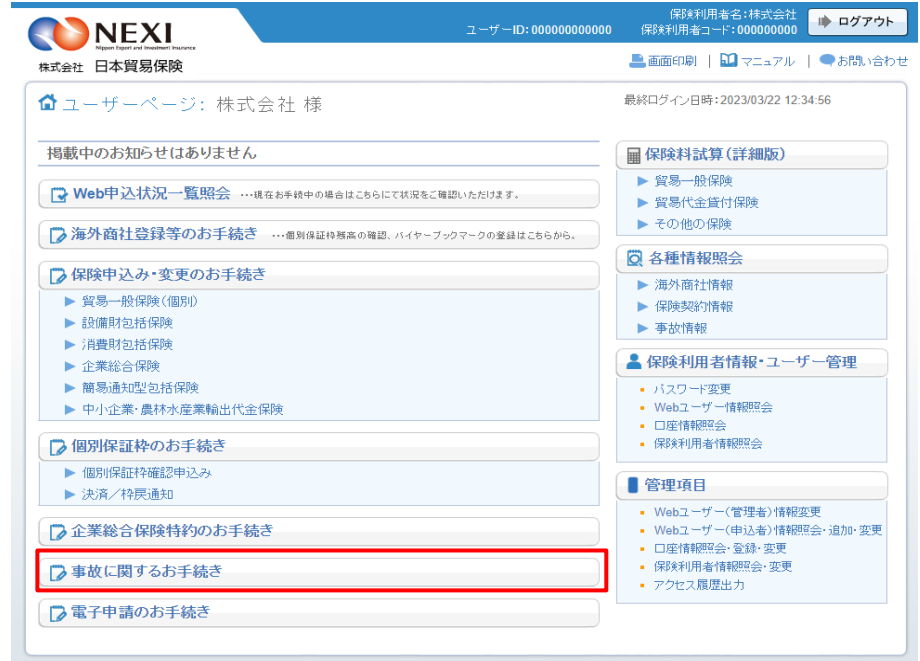 NEXI
Nippon Export and Investment Insurance
株式会社 日本貿易保険
ユーザーID:000000000000
保険利用者名:株式会社
保険利用者コード:000000000
ログアウト
画面印刷 | マニュアル | お問い合わせ
ユーザーページ: 株式会社 様
最終ログイン日時:2023/03/22 12:34:56
掲載中のお知らせはありません
Web申込状況一覧照会 …現在お手続中の場合はこちらにて状況をご確認いただけます。
海外商社登録等のお手続き …個別保証枠残高の確認、バイヤーブックマークの登録はこちらから。
保険申込み・変更のお手続き
貿易一般保険(個別)
設備財包括保険
消費財包括保険
企業総合保険
簡易通知型包括保険
中小企業・農林水産業輸出代金保険
個別保証枠のお手続き
個別保証枠確認申込み
決済/枠戻通知
企業総合保険特約のお手続き
事故に関するお手続き
電子申請のお手続き
保険料試算(詳細版)
貿易一般保険
貿易代金貸付保険
その他の保険
各種情報照会
海外商社情報
保険契約情報
事故情報
保険利用者情報・ユーザー管理
パスワード変更
Webユーザー情報照会
口座情報照会
保険利用者情報照会
管理項目
Webユーザー(管理者)情報変更
Webユーザー(申込者)情報照会・追加・変更
口座情報照会・登録・変更
保険利用者情報照会・変更
アクセス履歴出力